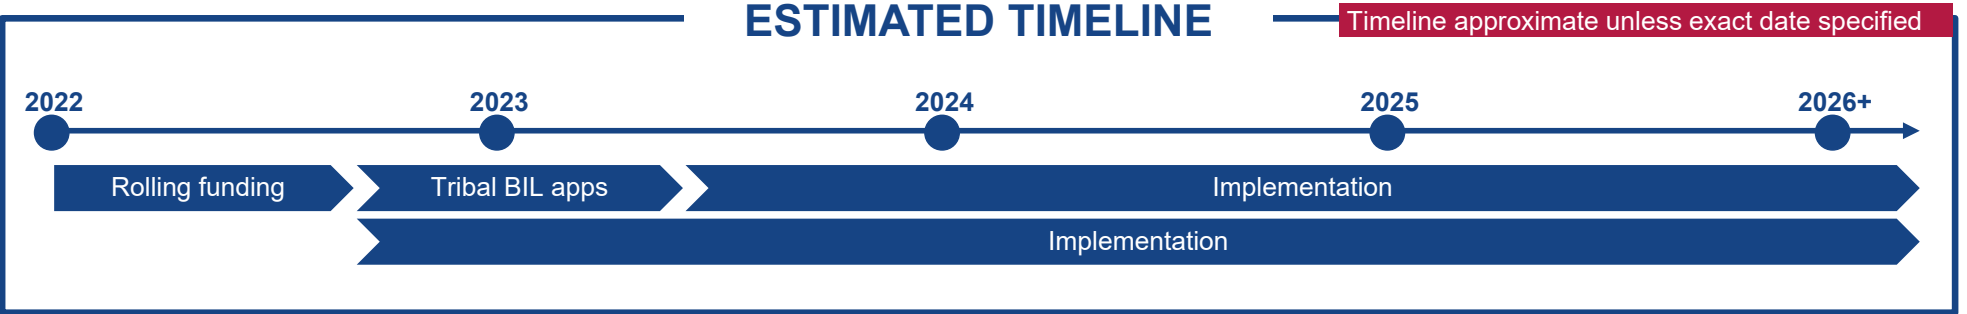 ESTIMATED TIMELINE
Timeline approximate unless exact date specified
2022 2023 2024 2025 2026+
Rolling funding Tribal BIL apps Implementation
Implementation